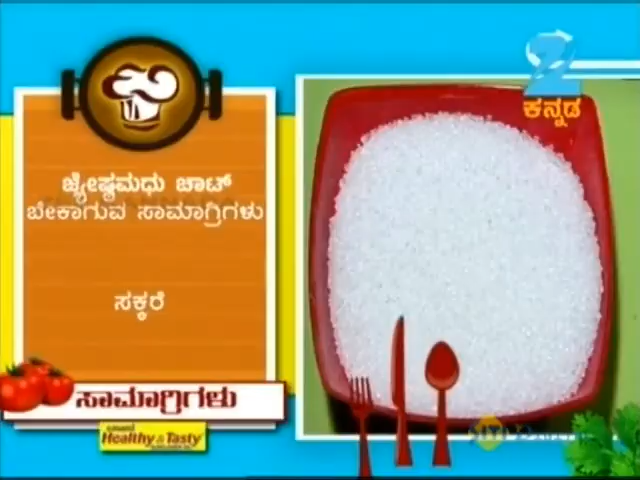 ಜ್ಯೇಷ್ಠಮಧು ಚಾಟ್
ಬೇಕಾಗುವ ಸಾಮಾಗ್ರಿಗಳು
ಸಕ್ಕರೆ
ಸಾಮಾಗ್ರಿಗಳು
Healthy & Tasty
Z
ಕನ್ನಡ